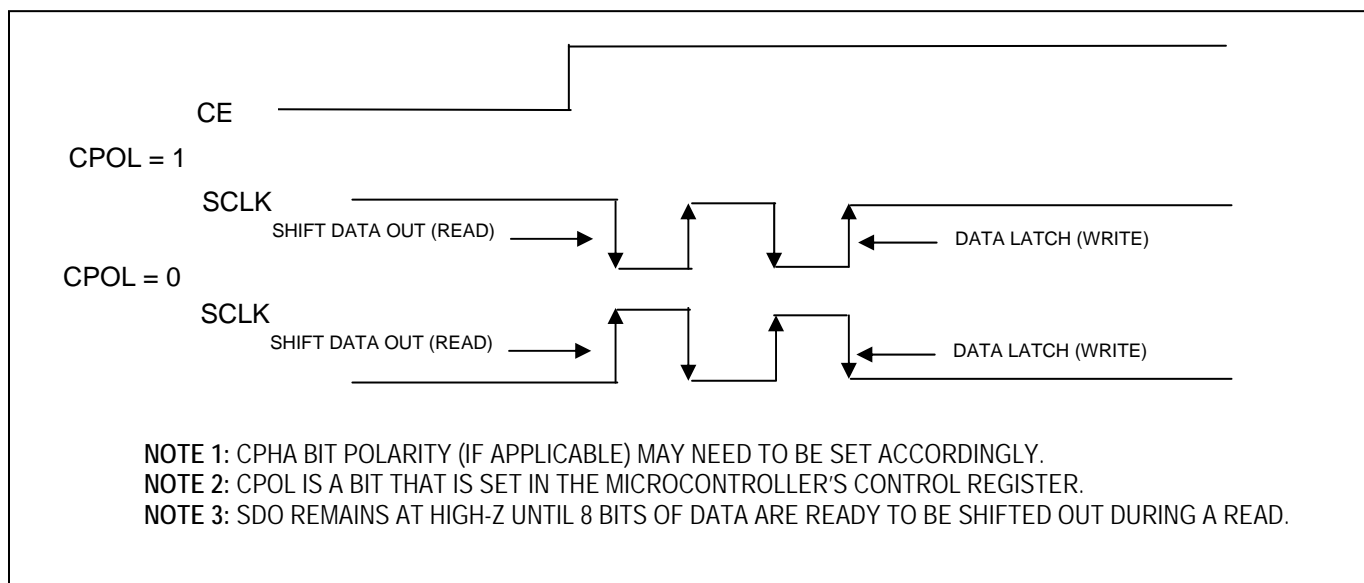 CE
CPOL = 1
SCLK
SHIFT DATA OUT (READ)
DATA LATCH (WRITE)
CPOL = 0
SCLK
SHIFT DATA OUT (READ)
DATA LATCH (WRITE)
NOTE 1: CPHA BIT POLARITY (IF APPLICABLE) MAY NEED TO BE SET ACCORDINGLY.
NOTE 2: CPOL IS A BIT THAT IS SET IN THE MICROCONTROLLER'S CONTROL REGISTER.
NOTE 3: SDO REMAINS AT HIGH-Z UNTIL 8 BITS OF DATA ARE READY TO BE SHIFTED OUT DURING A READ.